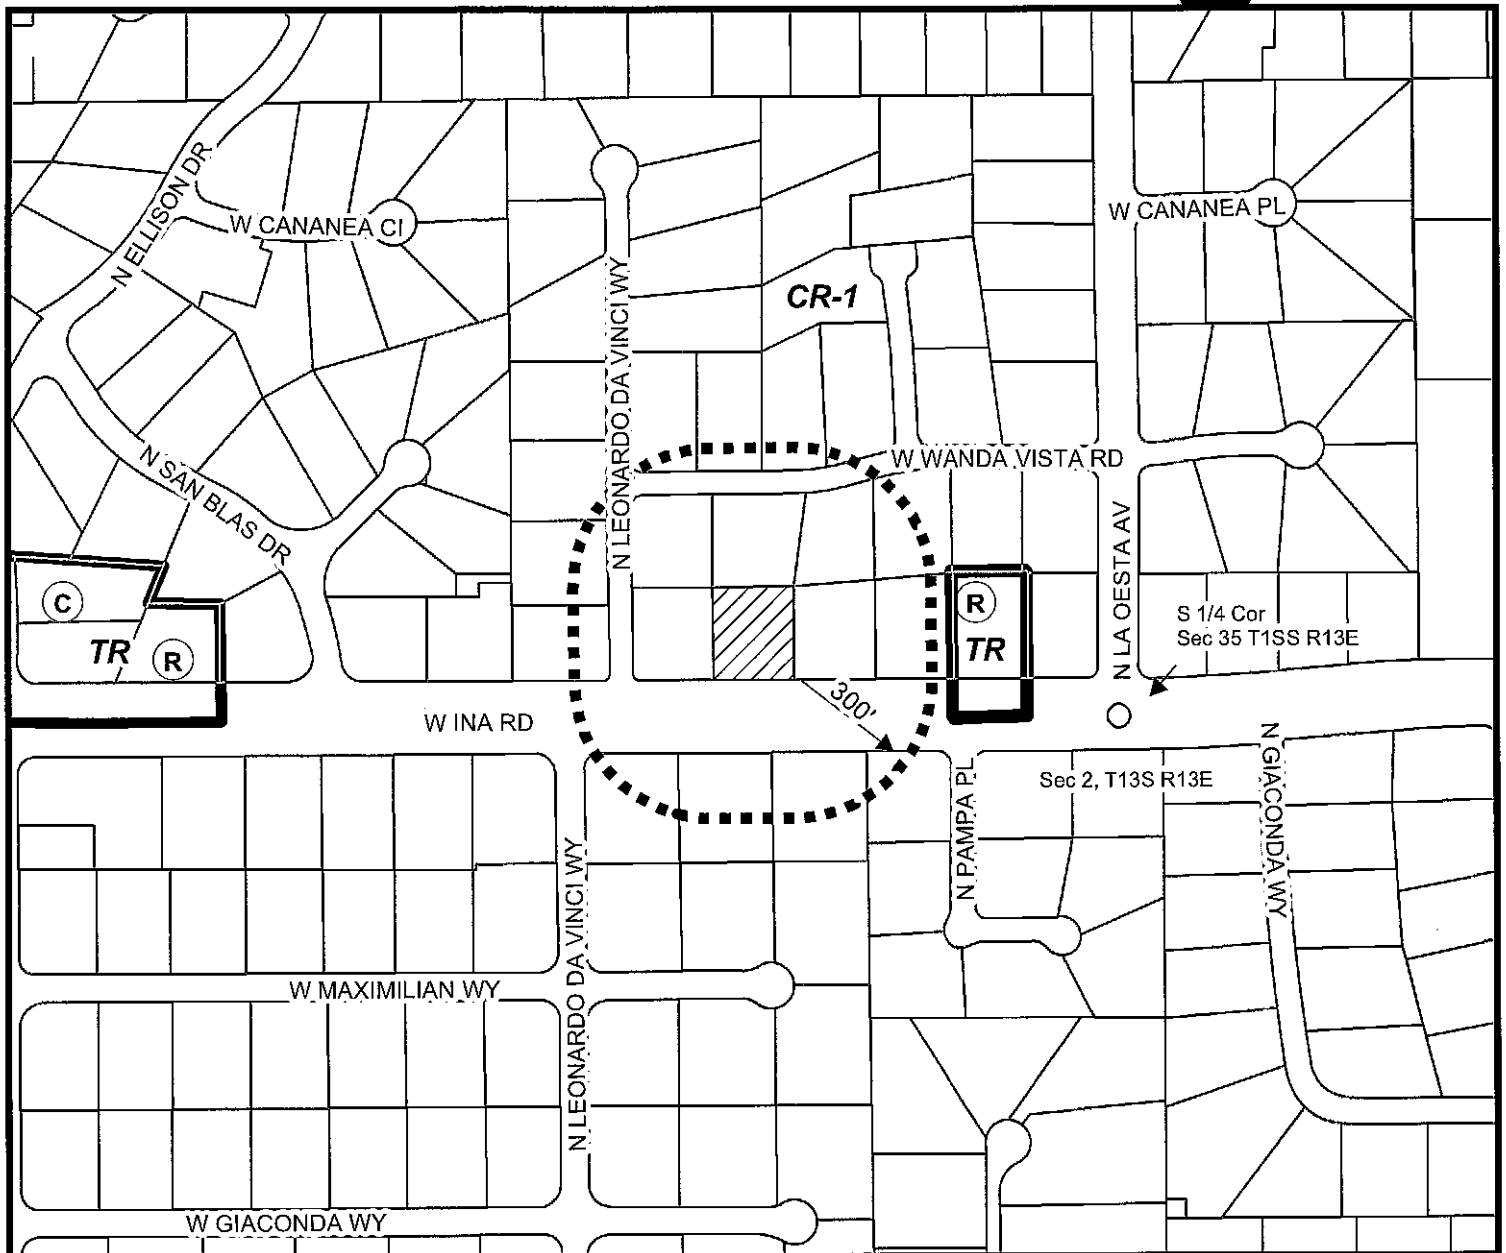 N ELLISON DR
W CANANEA CI
W CANANEA PL
CR-1
N LEONARDO DA VINCI WY
W WANDA VISTA RD
N SAN BLAS DR
N LA OESTA AV
C
TR
R
R
TR
S 1/4 Cor
Sec 35 T1SS R13E
300'
W INA RD
N PAMPA PL
Sec 2, T13S R13E
N GIACONDA WY
N LEONARDO DA VINCI WY
W MAXIMILIAN WY
W GIACONDA WY